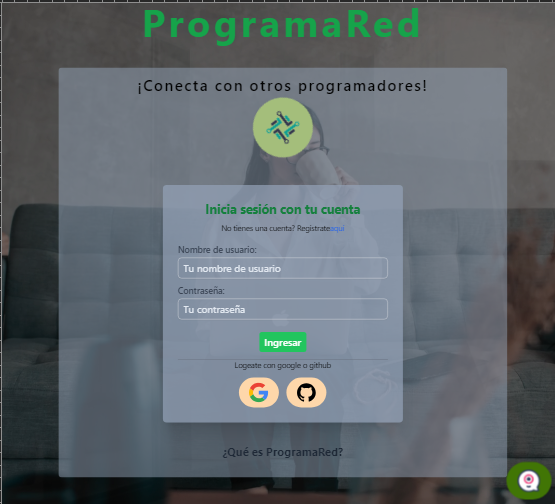 ProgramaRed
¡Conecta con otros programadores!
Inicia sesión con tu cuenta
No tienes una cuenta? Registrateaquí
Nombre de usuario:
Tu nombre de usuario
Contraseña:
Tu contraseña
Ingresar
Logeate con google o github
¿Qué es ProgramaRed?